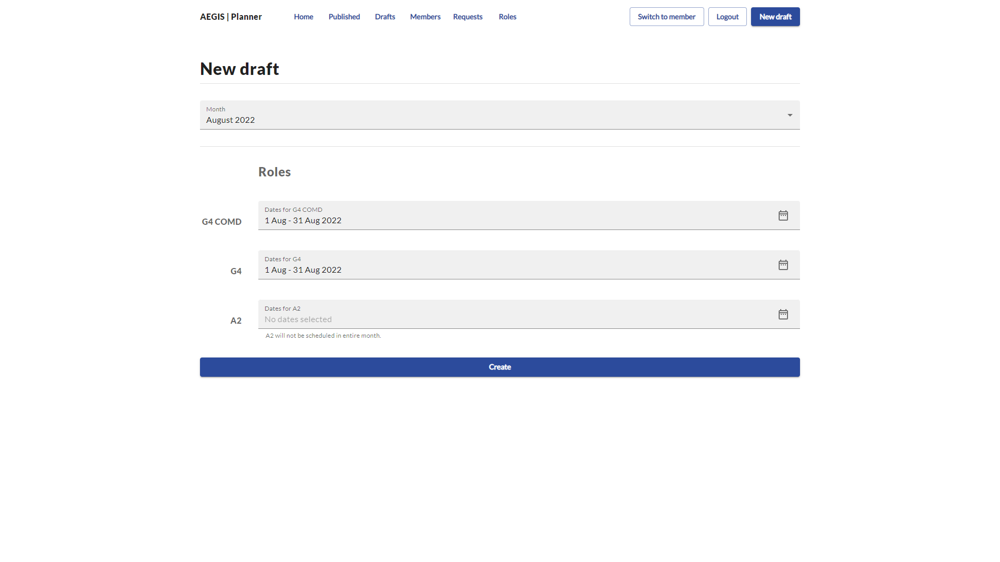 AEGIS | Planner Home Published Drafts Members Requests Roles Switch to member Logout New draft
New draft
Month
August 2022
Roles
Dates for G4 COMD
G4 COMD 1 Aug - 31 Aug 2022
Dates for G4
G4 1 Aug - 31 Aug 2022
Dates for A2
A2 No dates selected
A2 will not be scheduled in entire month.
Create